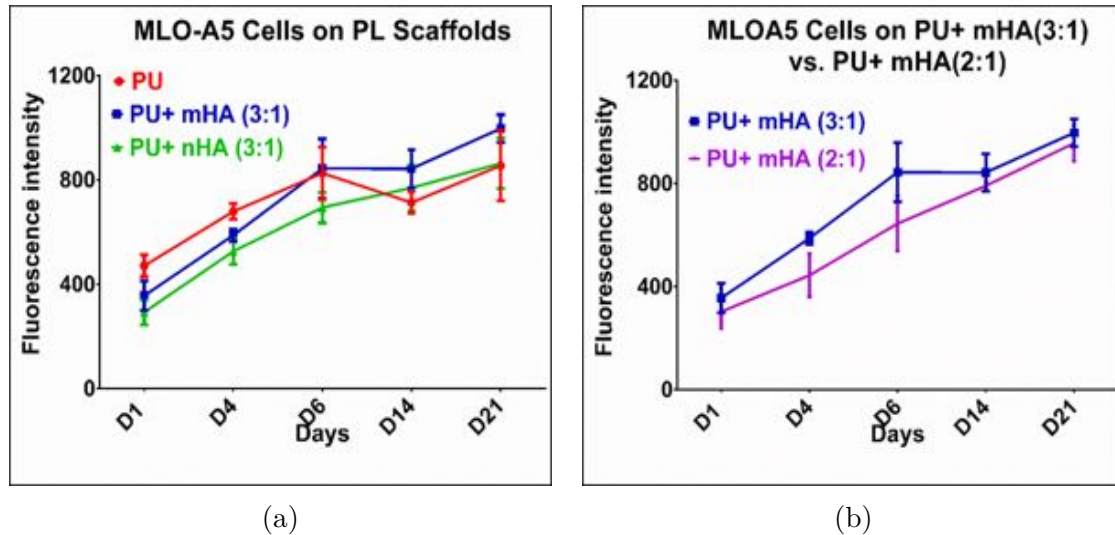 MLO-A5 Cells on PL Scaffolds
Fluorescence intensity
1200
800
400
0
PU
PU+ mHA (3:1)
PU+ nHA (3:1)
D1
D4
D6
D14
D21
Days
(a)
MLOA5 Cells on PU+ mHA(3:1)
vs. PU+ mHA(2:1)
Fluorescence intensity
1200
800
400
0
PU+ mHA (3:1)
PU+ mHA (2:1)
D1
D4
D6
D14
D21
Days
(b)